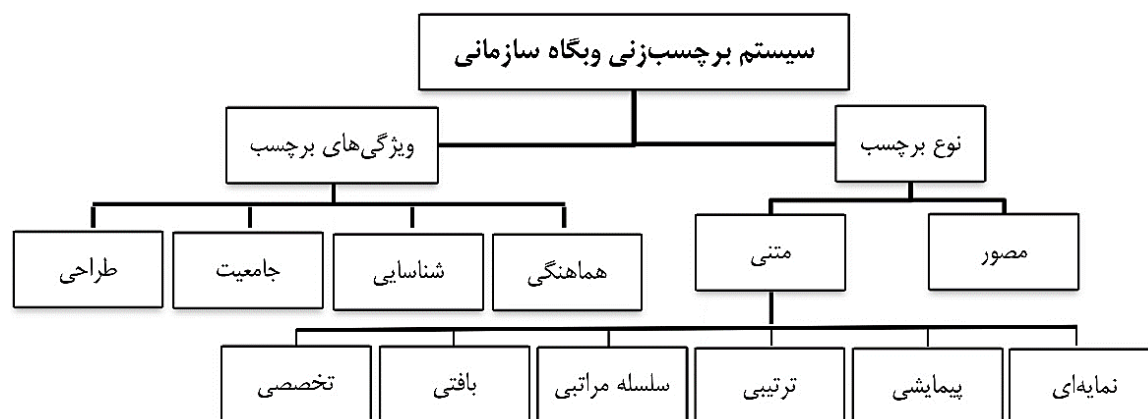 سیستم برچسب‌زنی وبگاه سازمانی
نوع برچسب
ویژگی‌های برچسب
مصور
متنی
هماهنگی
شناسایی
جامعیت
طراحی
نمایه‌ای
پیمایشی
ترتیبی
سلسله مراتبی
بافتی
تخصصی